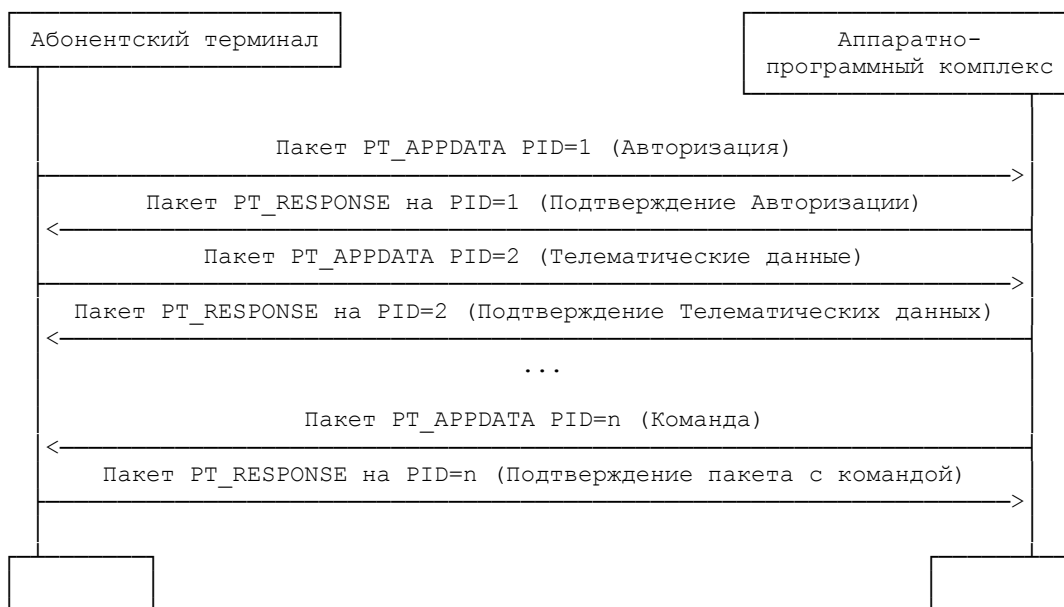 Абонентский терминал
Аппаратно-
программный комплекс
Пакет PT_APPDATA PID=1 (Авторизация)
Пакет PT_RESPONSE на PID=1 (Подтверждение Авторизации)
Пакет PT_APPDATA PID=2 (Телематические данные)
Пакет PT_RESPONSE на PID=2 (Подтверждение Телематических данных)
...
Пакет PT_APPDATA PID=n (Команда)
Пакет PT_RESPONSE на PID=n (Подтверждение пакета с командой)